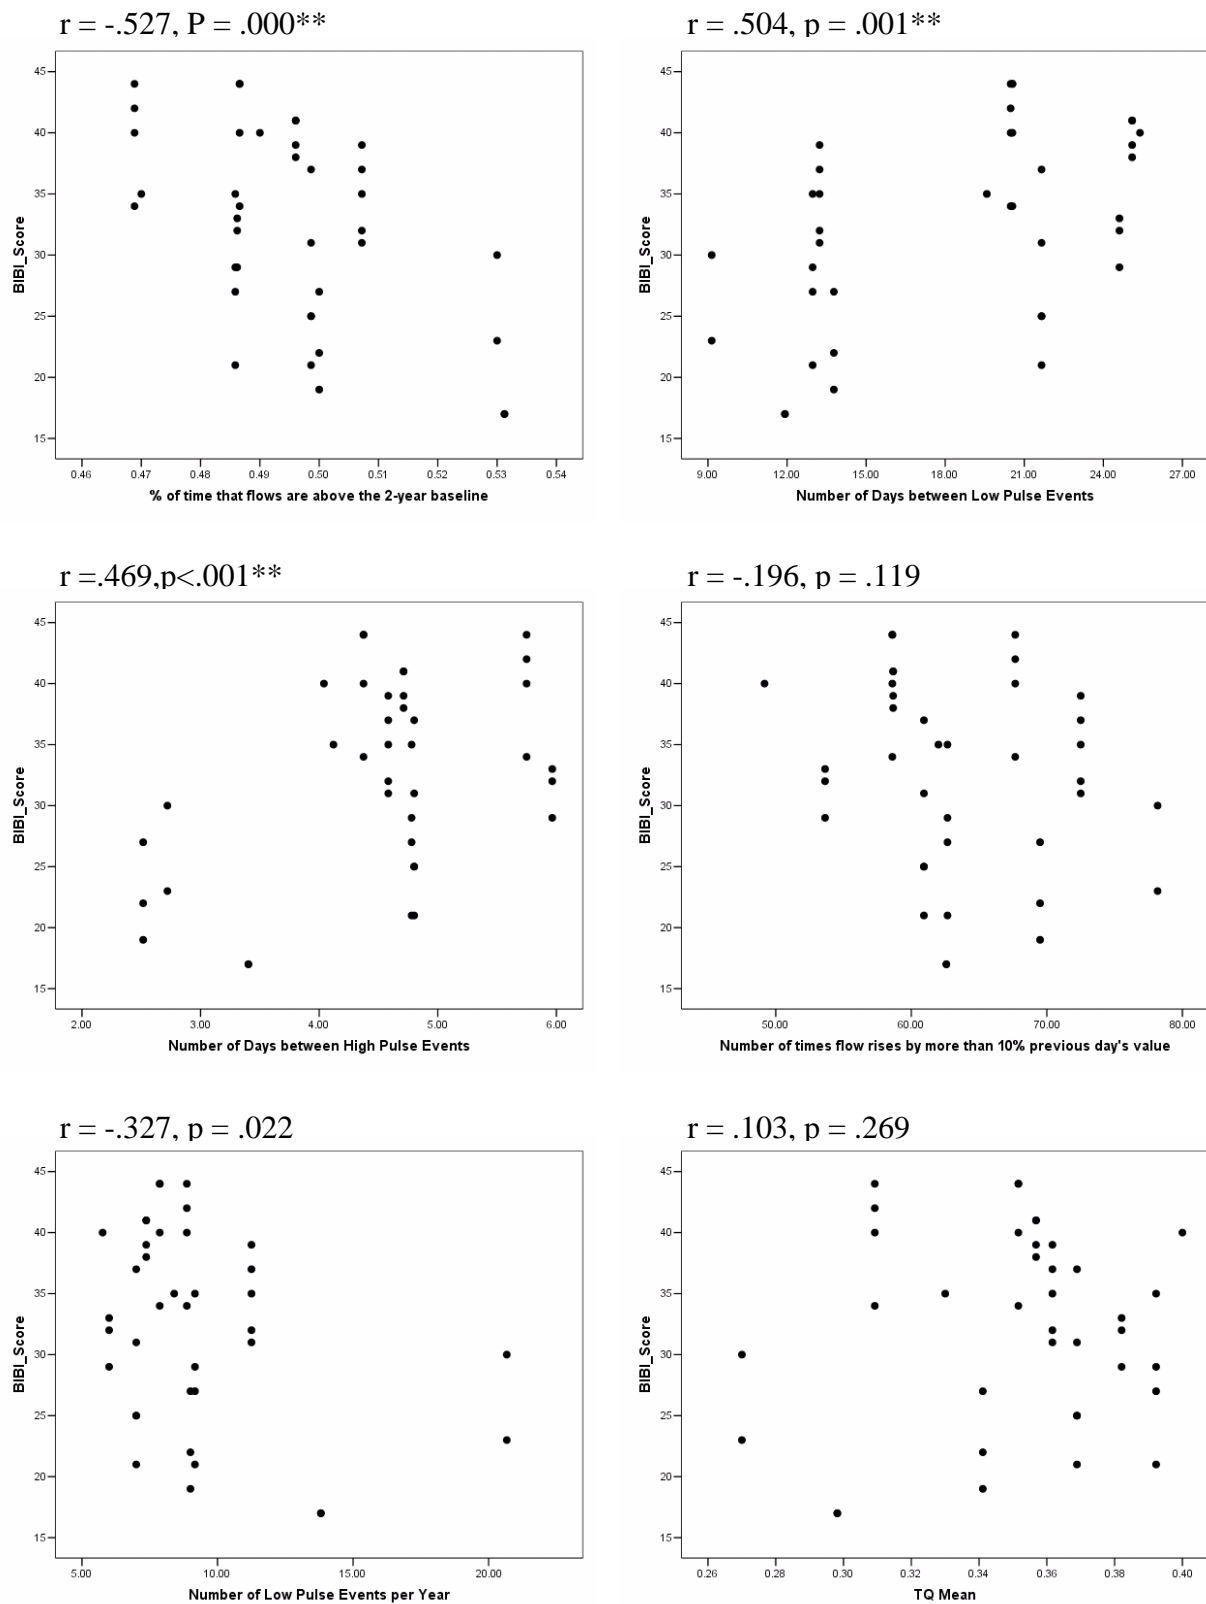 r = -.527, P = .000**
45
40
35
30
25
20
15
BIBI_Score
0.46 0.47 0.48 0.49 0.50 0.51 0.52 0.53 0.54
% of time that flows are above the 2-year baseline
r = .504, p = .001**
45
40
35
30
25
20
15
BIBI_Score
9.00 12.00 15.00 18.00 21.00 24.00 27.00
Number of Days between Low Pulse Events
r =.469,p<.001**
45
40
35
30
25
20
15
BIBI_Score
2.00 3.00 4.00 5.00 6.00
Number of Days between High Pulse Events
r = -.196, p = .119
45
40
35
30
25
20
15
BIBI_Score
50.00 60.00 70.00 80.00
Number of times flow rises by more than 10% previous day's value
r = -.327, p = .022
45
40
35
30
25
20
15
BIBI_Score
5.00 10.00 15.00 20.00
Number of Low Pulse Events per Year
r = .103, p = .269
45
40
35
30
25
20
15
BIBI_Score
0.26 0.28 0.30 0.32 0.34 0.36 0.38 0.40
TQ Mean